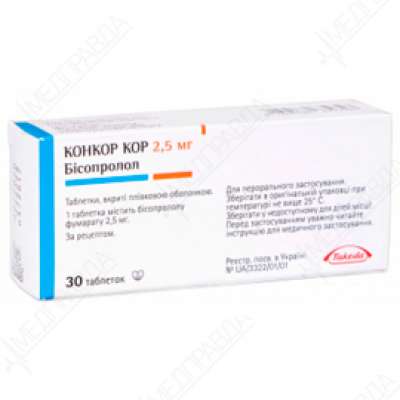 КОНКОР КОР 2,5 мг
Бісопролол
Таблетки, вкриті плівковою оболонкою.
1 таблетка містить бісопрололу
фумарату 2,5 мг.
За рецептом.
30 таблеток
Для перорального застосування.
Зберігати в оригінальній упаковці при
температурі не вище 25° С
Зберігати у недоступному для дітей місці!
Перед застосуванням уважно читайте
інструкцію для медичного застосування.
Takeda
Реєстр. посв. в Україні
№ UA/3322/01/01
МЕДПРАВДА